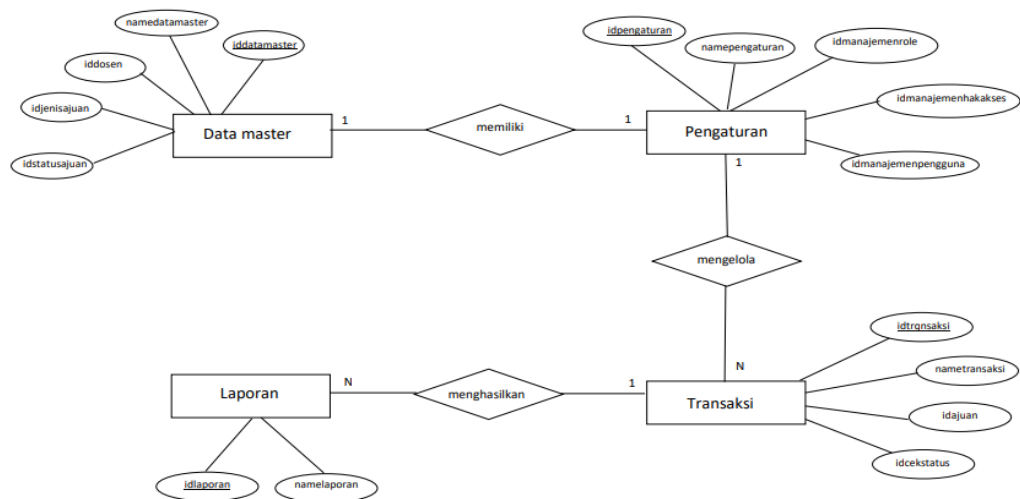 namedatamaster
iddatamaster
iddosen
idjenisajuan
idstatusajuan
Data master
1
memiliki
1
idpengaturan
namepengaturan
idmanajemenrole
idmanajemenhakakses
idmanajemenpengguna
Pengaturan
1
mengelola
N
idtrqnsaksi
nametransaksi
idajuan
idcekstatus
Transaksi
1
menghasilkan
N
Laporan
idlaporan
namelaporan